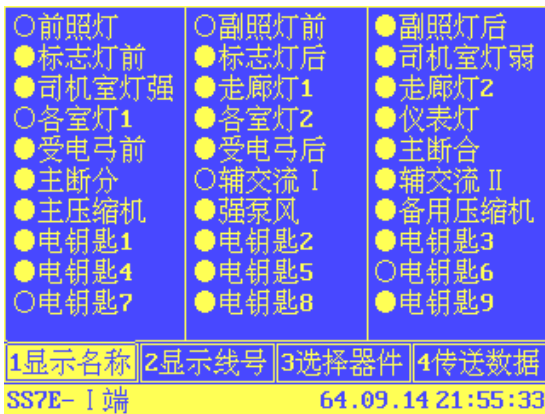 ○前照灯 ○副照灯前 ●副照灯后
●标志灯前 ●标志灯后 ●司机室灯弱
●司机室灯强 ●走廊灯1 ●走廊灯2
○各室灯1 ●各室灯2 ●仪表灯
●受电弓前 ●受电弓后 ●主断合
●主断分 ○辅交流Ⅰ ●辅交流Ⅱ
●主压缩机 ●强泵风 ●备用压缩机
●电钥匙1 ●电钥匙2 ●电钥匙3
●电钥匙4 ●电钥匙5 ○电钥匙6
○电钥匙7 ●电钥匙8 ●电钥匙9
1显示名称 2显示线号 3选择器件 4传送数据
SS7E-Ⅰ端 64.09.14 21:55:33